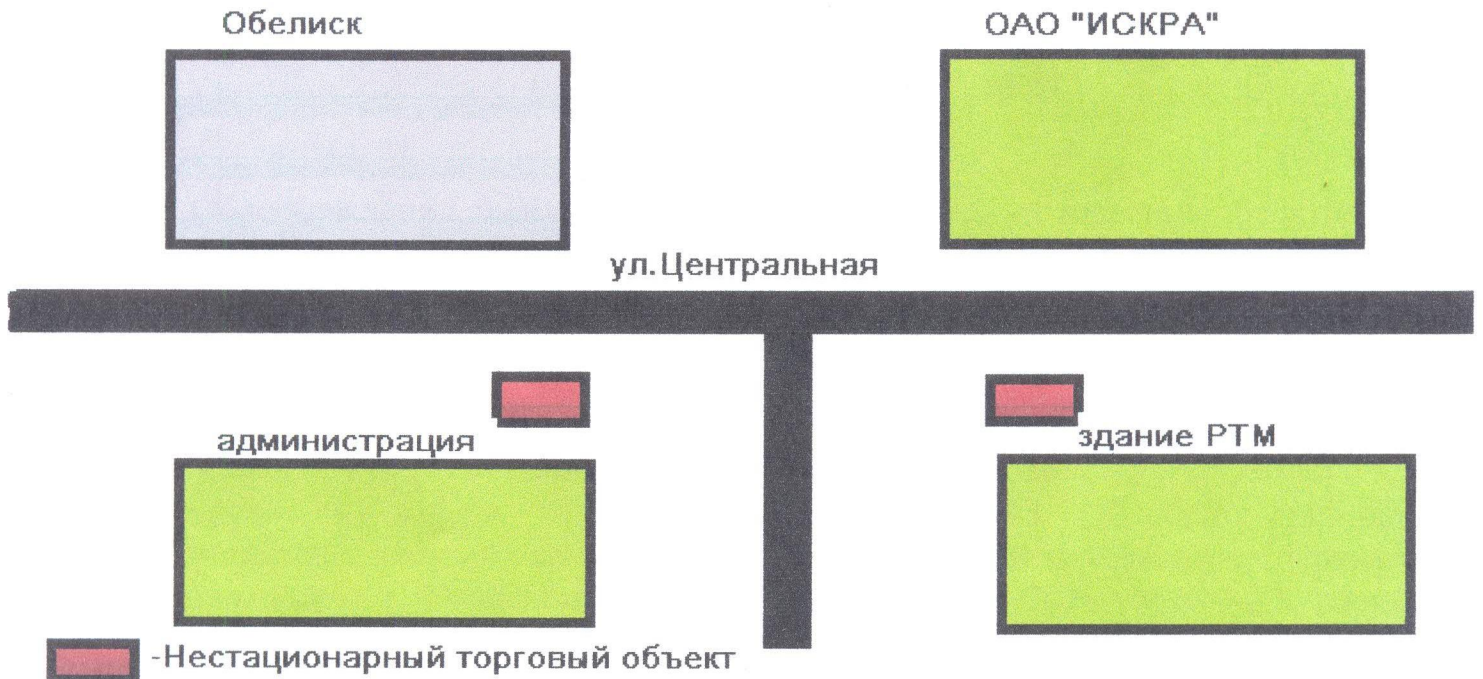 Обелиск
ОАО "ИСКРА"
ул.Центральная
администрация
здание РТМ
-Нестационарный торговый объект